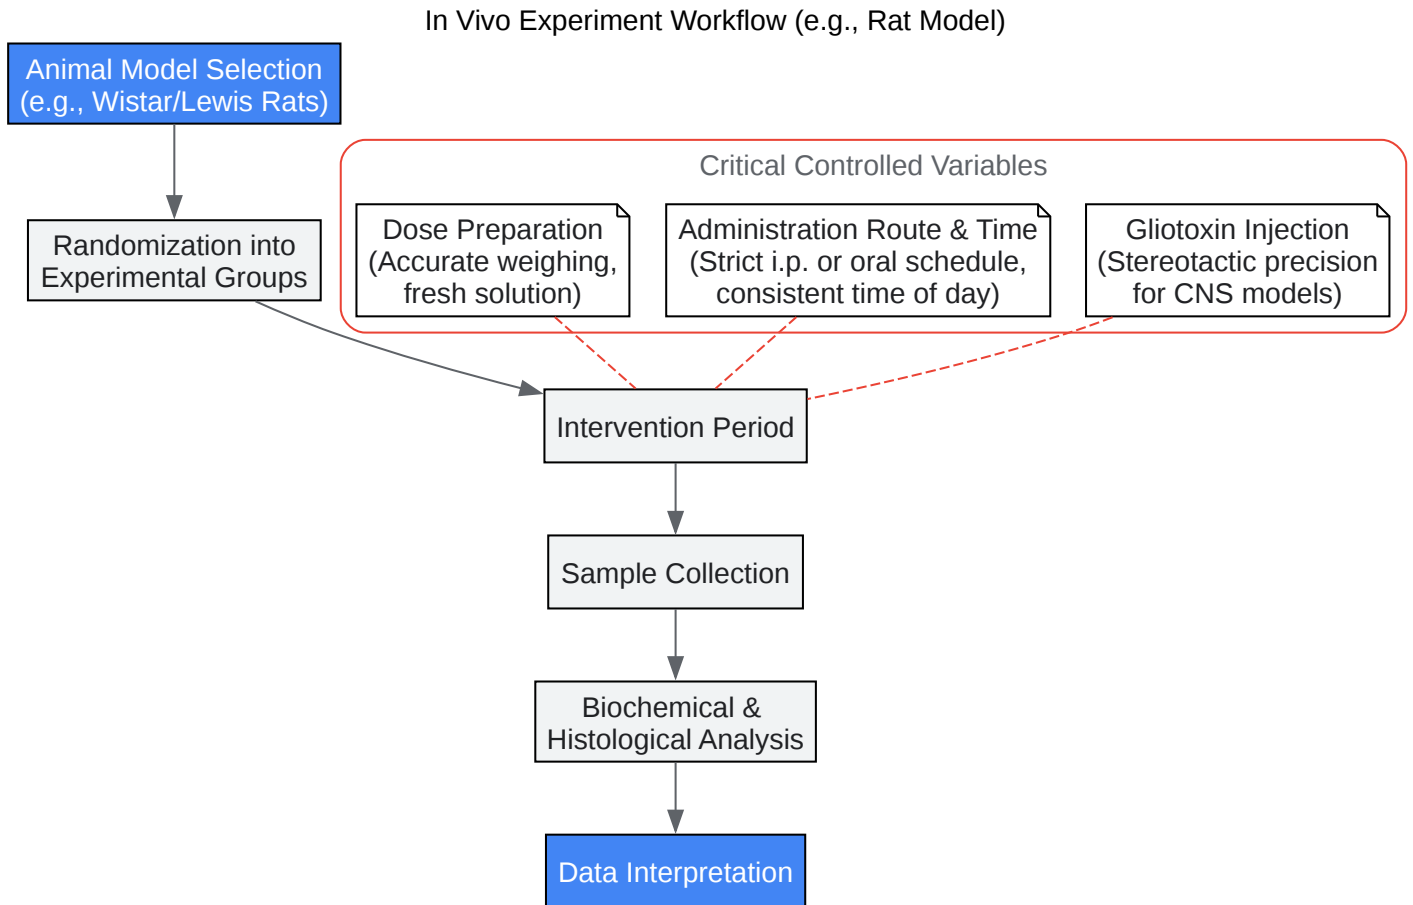 In Vivo Experiment Workflow (e.g., Rat Model)
Animal Model Selection
(e.g., Wistar/Lewis Rats)
Randomization into
Experimental Groups
Critical Controlled Variables
Dose Preparation
(Accurate weighing,
fresh solution)
Administration Route & Time
(Strict i.p. or oral schedule,
consistent time of day)
Gliotoxin Injection
(Stereotactic precision
for CNS models)
Intervention Period
Sample Collection
Biochemical &
Histological Analysis
Data Interpretation